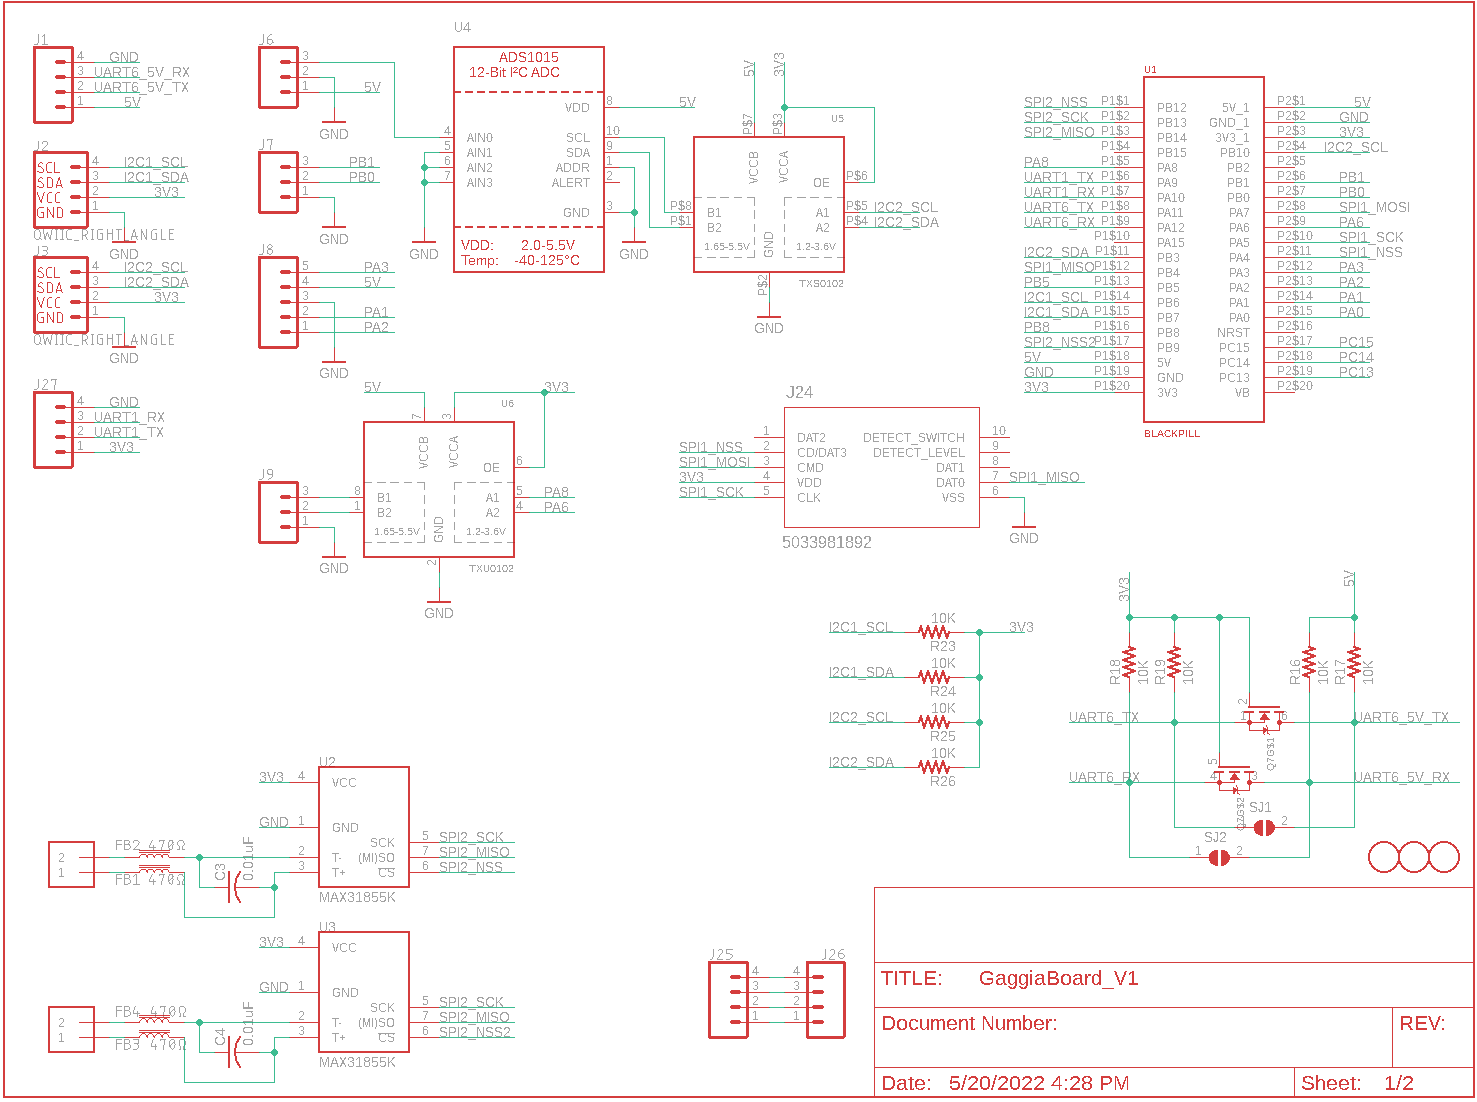 J1
4 GND
3 UART6_5V_RX
2 UART6_5V_TX
1 5V
J2
SCL 4 I2C1_SCL
SDA 3 I2C1_SDA
VCC 2 3V3
GND 1
QWIIC_RIGHT_ANGLE
GND
J3
SCL 4 I2C2_SCL
SDA 3 I2C2_SDA
VCC 2 3V3
GND 1
QWIIC_RIGHT_ANGLE
GND
J27
4 GND
3 UART1_RX
2 UART1_TX
1 3V3
J6
3
2
1 5V
GND
J7
3 PB1
2 PB0
1
GND
J8
5 PA3
4 5V
3
2 PA1
1 PA2
GND
J9
3
2
1
GND
U4
ADS1015
12-Bit I²C ADC
VDD 8 5V
4 AIN0 SCL 10
5 AIN1 SDA 9
6 AIN2 ADDR 1
7 AIN3 ALERT 2
GND 3
VDD: 2.0-5.5V
Temp: -40-125°C
GND
GND
5V
3V3
P$7
P$3
U5
VCCB
VCCA
OE P$6
P$8 B1 A1 P$5 I2C2_SCL
P$1 B2 A2 P$4 I2C2_SDA
1.65-5.5V GND 1.2-3.6V
P$2
TXS0102
GND
5V
3V3
7
3
U6
VCCB
VCCA
OE 6
8 B1 A1 5 PA8
1 B2 A2 4 PA6
1.65-5.5V GND 1.2-3.6V
2
TXU0102
GND
U1
SPI2_NSS P1$1 PB12 5V_1 P2$1 5V
SPI2_SCK P1$2 PB13 GND_1 P2$2 GND
SPI2_MISO P1$3 PB14 3V3_1 P2$3 3V3
P1$4 PB15 PB10 P2$4 I2C2_SCL
PA8 P1$5 PA8 PB2 P2$5
UART1_TX P1$6 PA9 PB1 P2$6 PB1
UART1_RX P1$7 PA10 PB0 P2$7 PB0
UART6_TX P1$8 PA11 PA7 P2$8 SPI1_MOSI
UART6_RX P1$9 PA12 PA6 P2$9 PA6
P1$10 PA15 PA5 P2$10 SPI1_SCK
I2C2_SDA P1$11 PB3 PA4 P2$11 SPI1_NSS
SPI1_MISO P1$12 PB4 PA3 P2$12 PA3
PB5 P1$13 PB5 PA2 P2$13 PA2
I2C1_SCL P1$14 PB6 PA1 P2$14 PA1
I2C1_SDA P1$15 PB7 PA0 P2$15 PA0
PB8 P1$16 PB8 NRST P2$16
SPI2_NSS2 P1$17 PB9 PC15 P2$17 PC15
5V P1$18 5V PC14 P2$18 PC14
GND P1$19 GND PC13 P2$19 PC13
3V3 P1$20 3V3 VB P2$20
BLACKPILL
J24
1 DAT2 DETECT_SWITCH 10
SPI1_NSS 2 CD/DAT3 DETECT_LEVEL 9
SPI1_MOSI 3 CMD DAT1 8
3V3 4 VDD DAT0 7 SPI1_MISO
SPI1_SCK 5 CLK VSS 6
5033981892
GND
I2C1_SCL 10K R23 3V3
I2C1_SDA 10K R24
I2C2_SCL 10K R25
I2C2_SDA 10K R26
3V3
5V
R18 10K
R19 10K
R16 10K
R17 10K
UART6_TX 1 2 6 UART6_5V_TX
Q7G$1
UART6_RX 4 5 3 UART6_5V_RX
Q7G$2
SJ1
2
SJ2
1 2
U2
3V3 4 VCC
GND 1 GND
SCK 5 SPI2_SCK
2 T- (MI)SO 7 SPI2_MISO
3 T+ CS 6 SPI2_NSS
MAX31855K
2 FB2 470Ω
1 FB1 470Ω
C3 0.01uF
U3
3V3 4 VCC
GND 1 GND
SCK 5 SPI2_SCK
2 T- (MI)SO 7 SPI2_MISO
3 T+ CS 6 SPI2_NSS2
MAX31855K
2 FB4 470Ω
1 FB3 470Ω
C4 0.01uF
J25 J26
4 4
3 3
2 2
1 1
TITLE: GaggiaBoard_V1
Document Number:
REV:
Date: 5/20/2022 4:28 PM
Sheet: 1/2